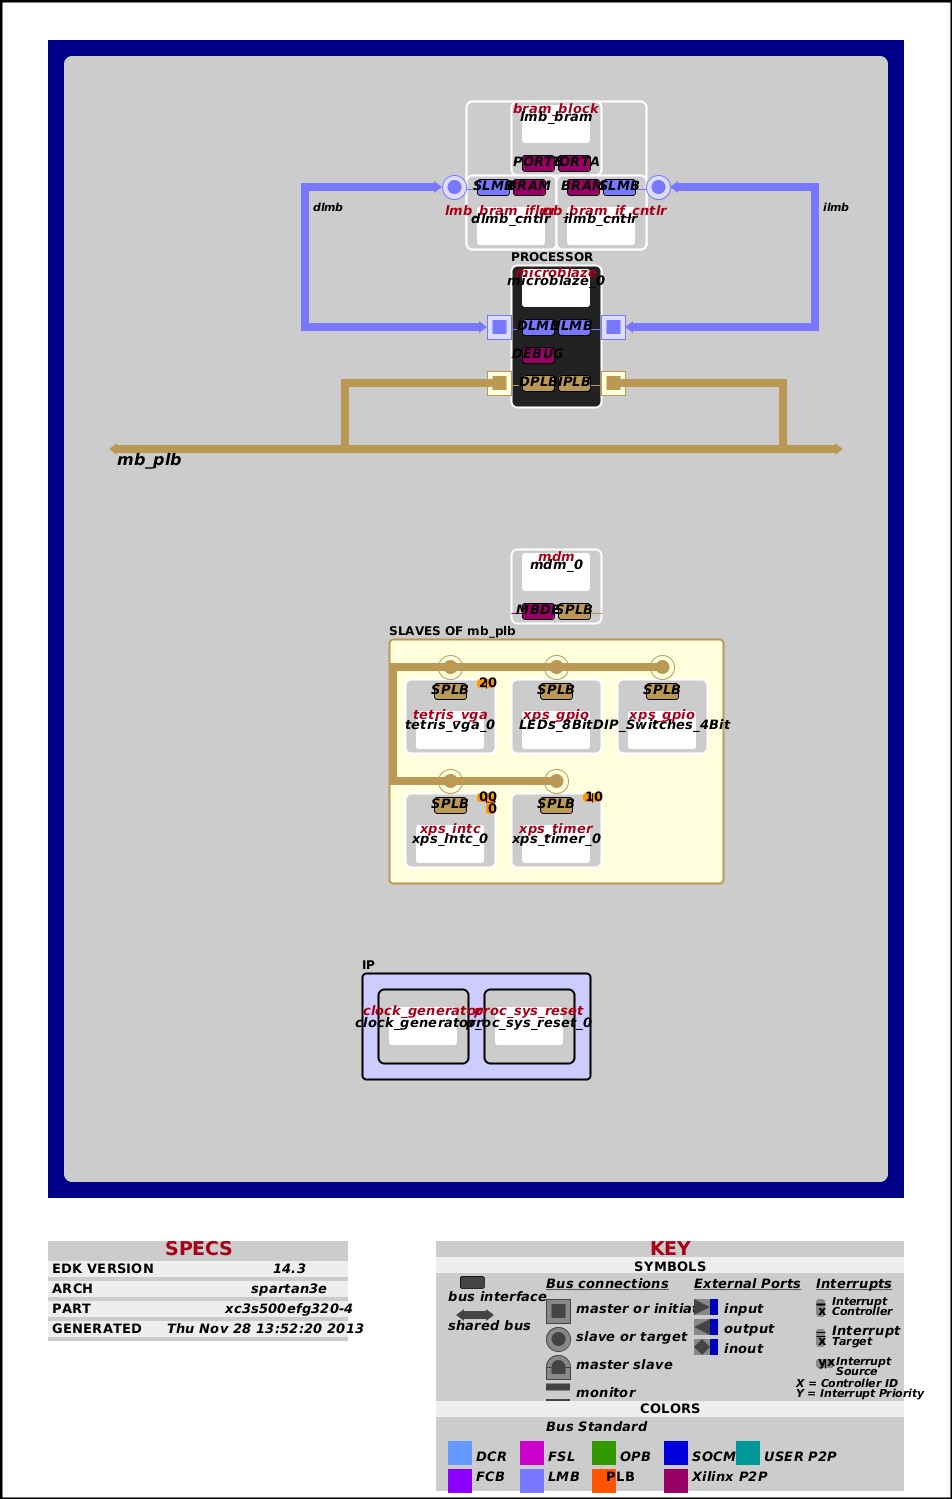 bram_block
lmb_bram
PORTB PORTA
SLMB BRAM BRAM SLMB
dlmb
ilmb
lmb_bram_if_cntlr lmb_bram_if_cntlr
dlmb_cntlr ilmb_cntlr
PROCESSOR
microblaze
microblaze_0
DLMB ILMB
DEBUG
DPLB IPLB
mb_plb
mdm
mdm_0
SPLB
SLAVES OF mb_plb
SPLB 20 SPLB SPLB
tetris_vga xps_gpio xps_gpio
tetris_vga_0 LEDs_8Bit DIP_Switches_4Bit
SPLB 00 SPLB 10
0
xps_intc xps_timer
xps_intc_0 xps_timer_0
IP
clock_generator proc_sys_reset
clock_generator_0 proc_sys_reset_0
SPECS
EDK VERSION 14.3
ARCH spartan3e
PART xc3s500efg320-4
GENERATED Thu Nov 28 13:52:20 2013
KEY
SYMBOLS
bus interface
shared bus
Bus connections
master or initiator
slave or target
master slave
monitor
External Ports
input
output
inout
Interrupts
x Interrupt Controller
x Interrupt Target
yx Interrupt Source
X = Controller ID
Y = Interrupt Priority
COLORS
Bus Standard
DCR FSL OPB SOCM USER P2P
FCB LMB PLB Xilinx P2P